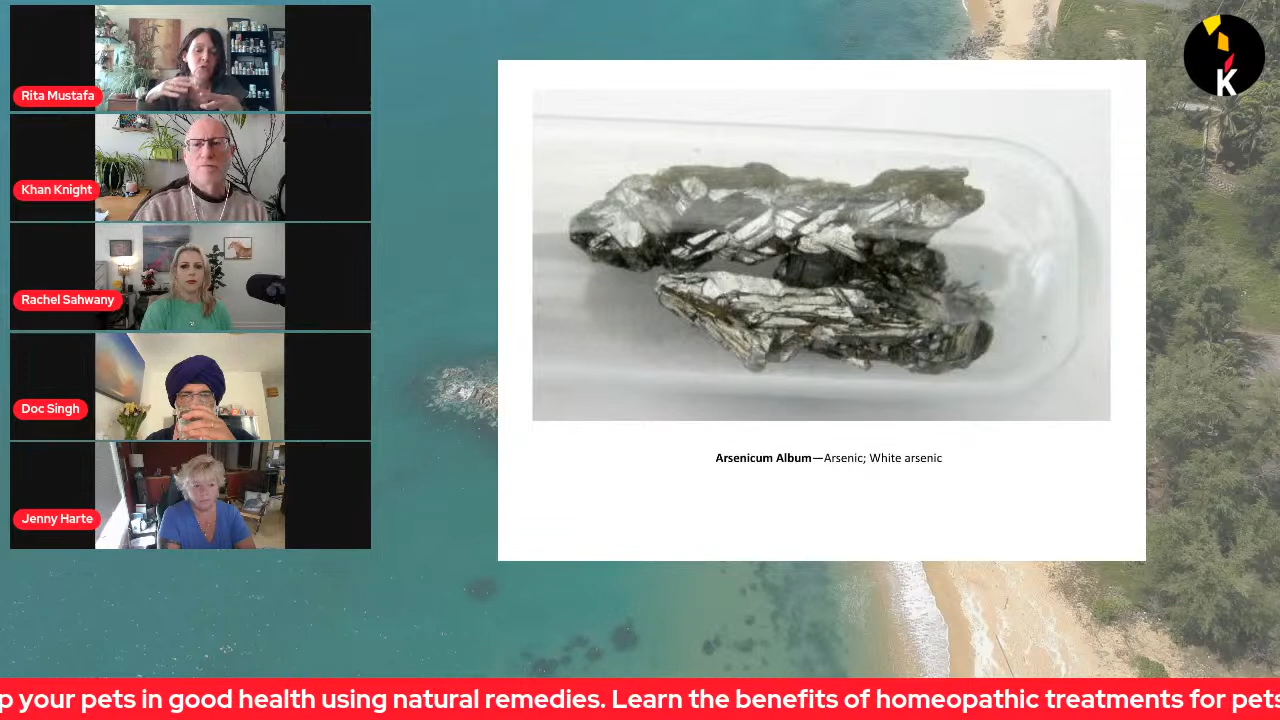 Rita Mustafa
Khan Knight
Rachel Sahwany
Doc Singh
Jenny Harte
K
Arsenicum Album—Arsenic; White arsenic
p your pets in good health using natural remedies. Learn the benefits of homeopathic treatments for pets